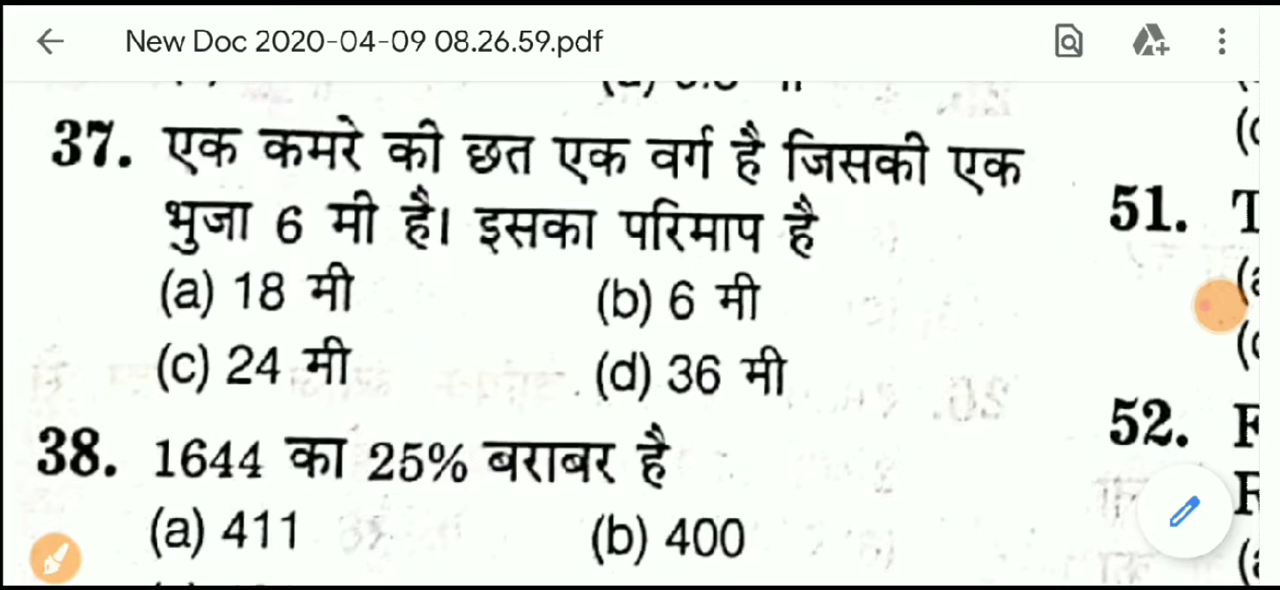 New Doc 2020-04-09 08.26.59.pdf
37. एक कमरे की छत एक वर्ग है जिसकी एक
भुजा 6 मी है। इसका परिमाप है
(a) 18 मी (b) 6 मी
(c) 24 मी (d) 36 मी
38. 1644 का 25% बराबर है
(a) 411 (b) 400
51.
52.